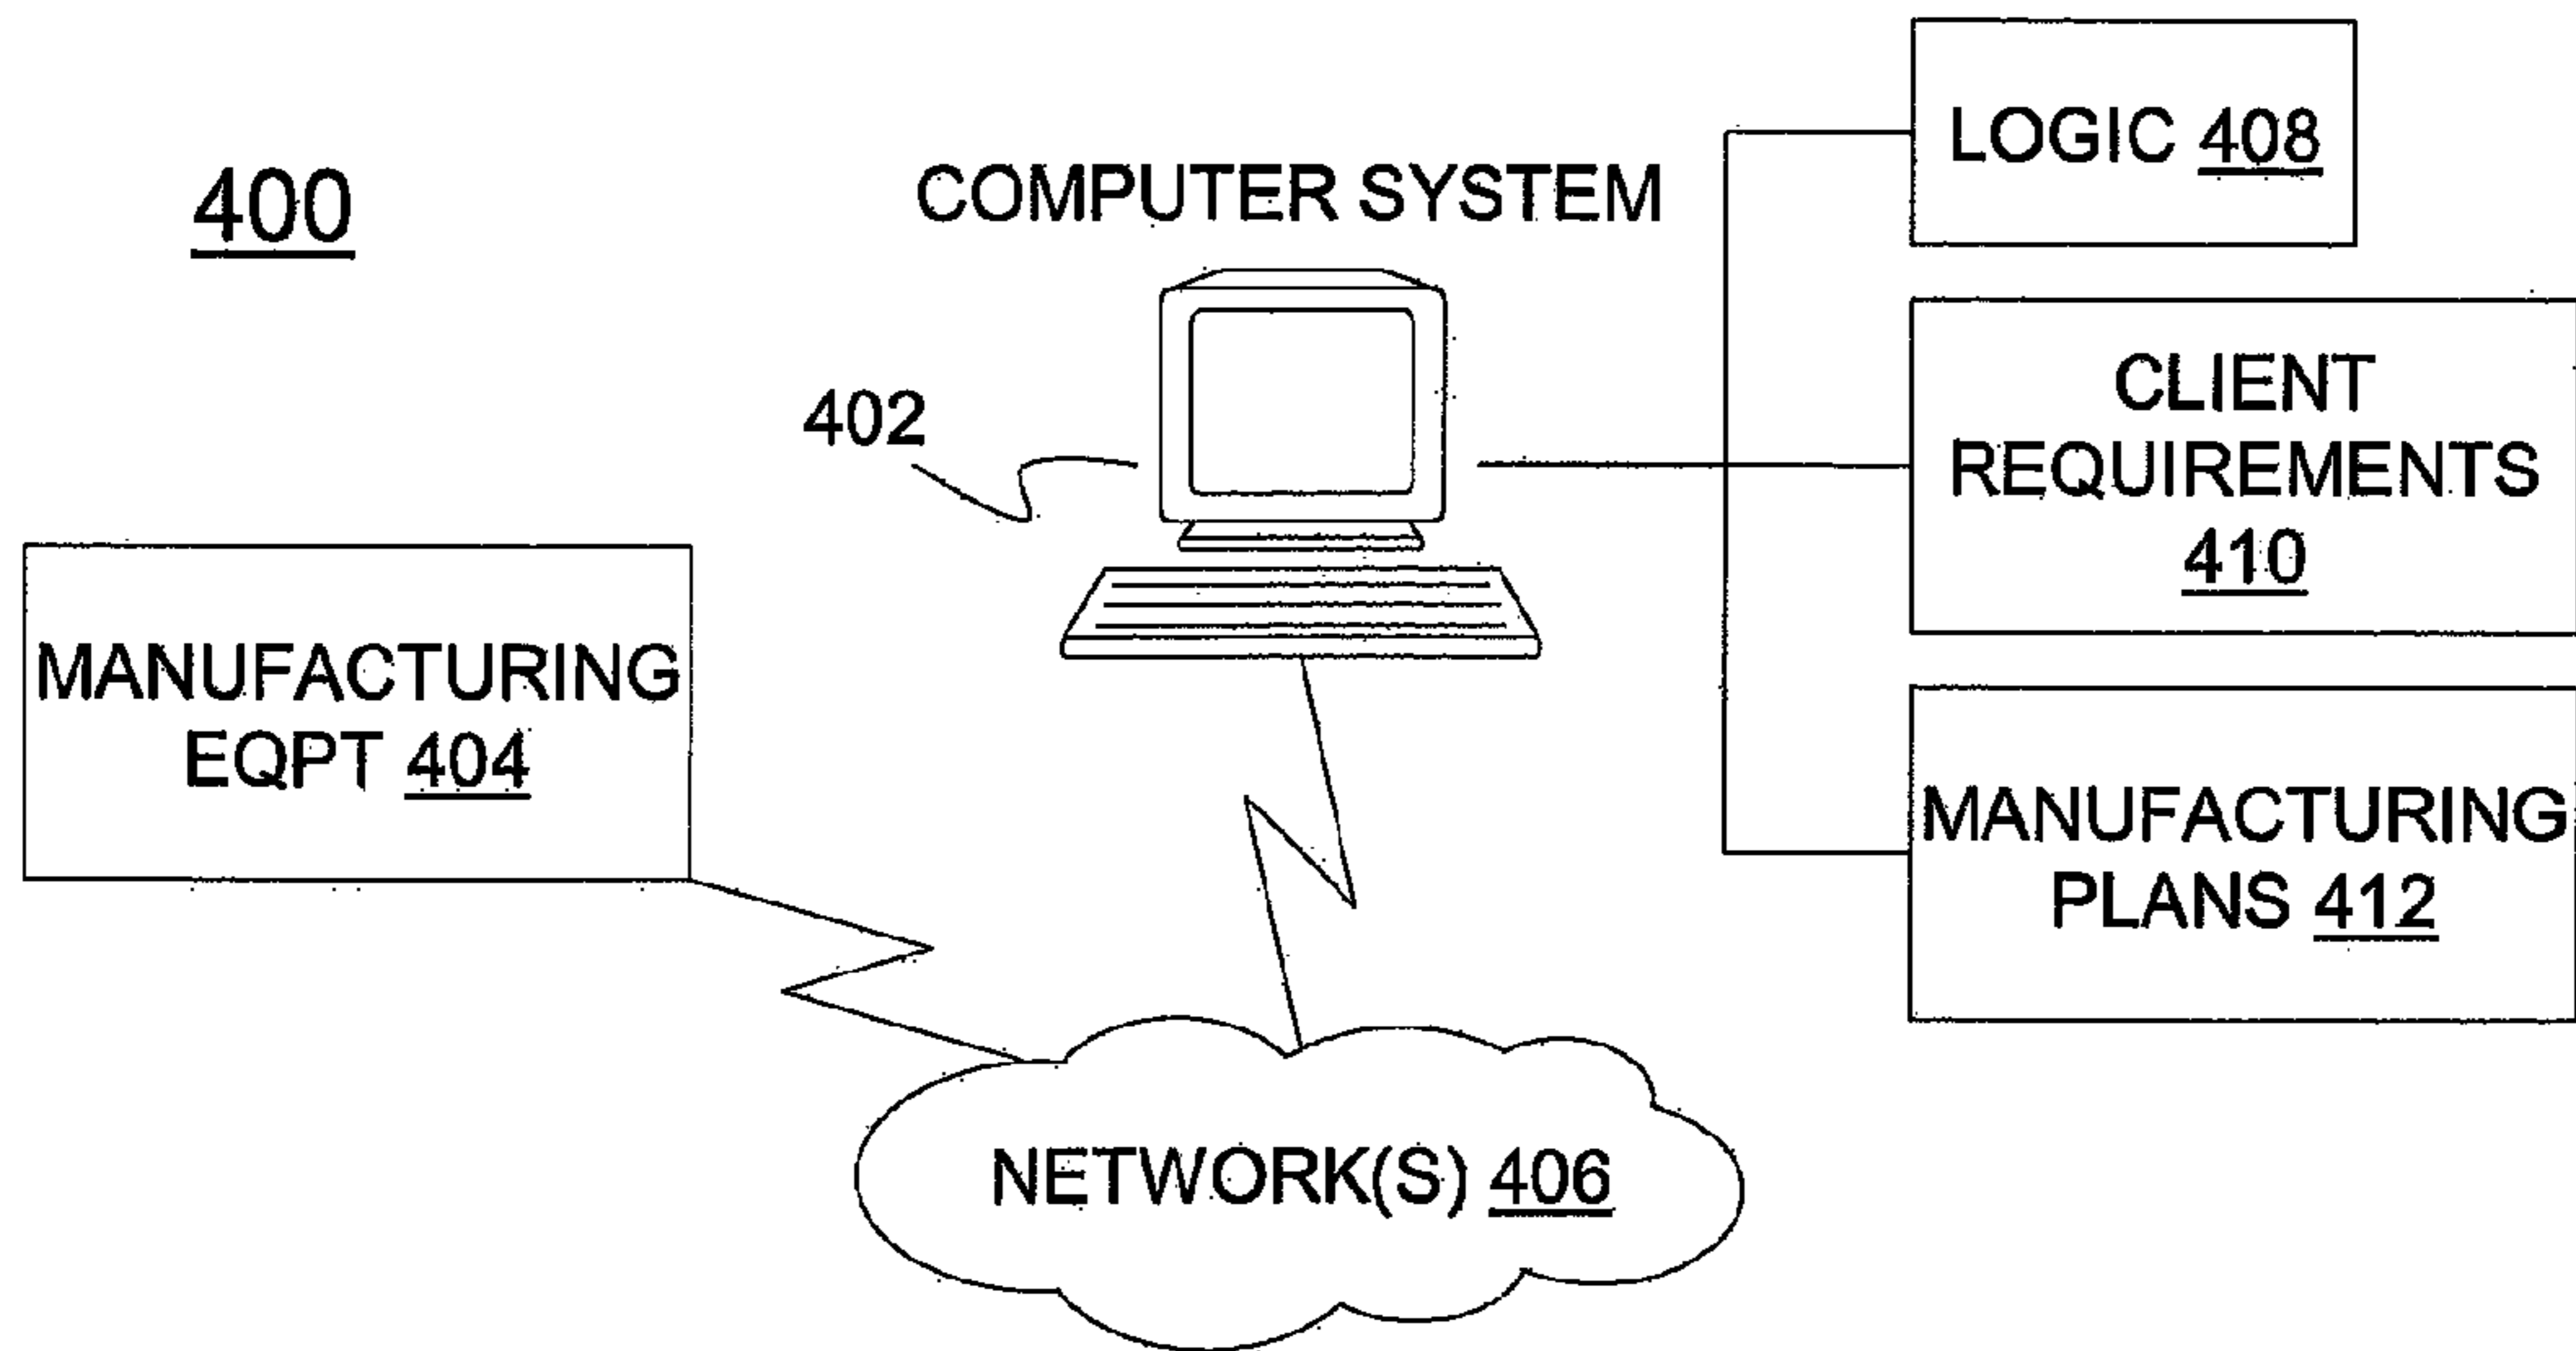 400
COMPUTER SYSTEM
402
MANUFACTURING
EQPT 404
LOGIC 408
CLIENT
REQUIREMENTS
410
MANUFACTURING
PLANS 412
NETWORK(S) 406